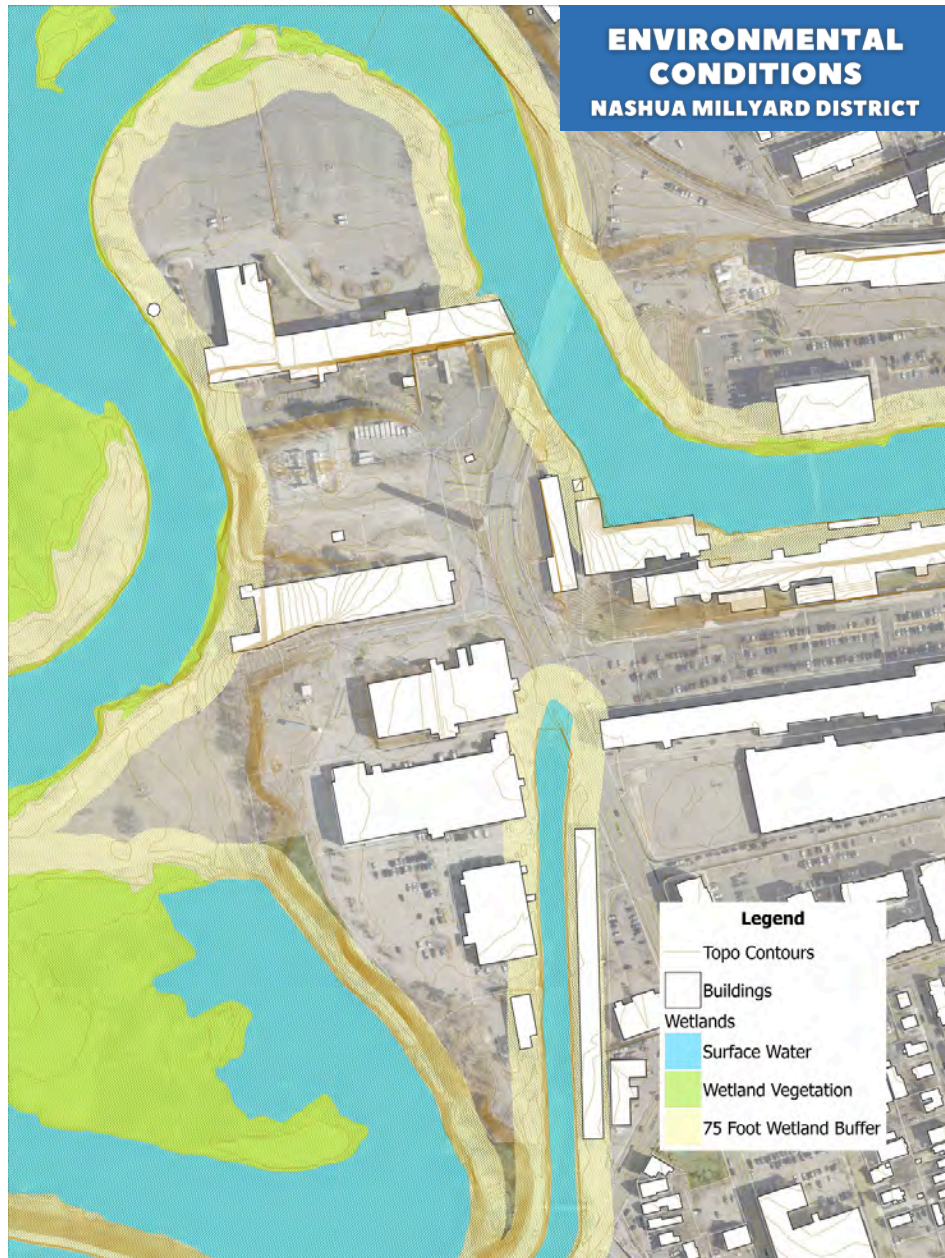 ENVIRONMENTAL
CONDITIONS
NASHUA MILLYARD DISTRICT
Legend
Topo Contours
Buildings
Wetlands
Surface Water
Wetland Vegetation
75 Foot Wetland Buffer